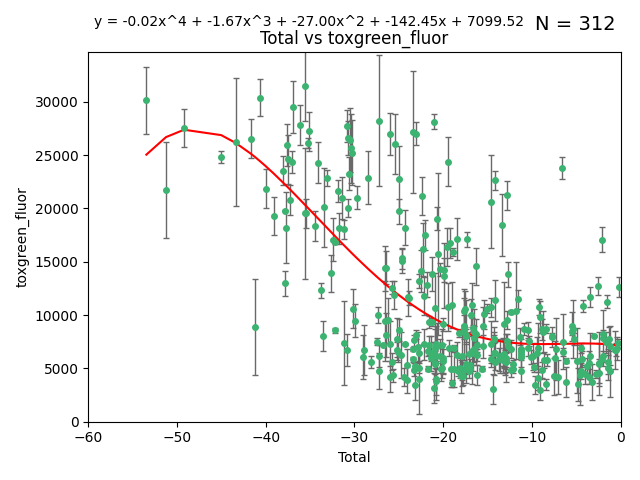 y = -0.02x^4 + -1.67x^3 + -27.00x^2 + -142.45x + 7099.52
N = 312
Total vs toxgreen_fluor
toxgreen_fluor
30000
25000
20000
15000
10000
5000
0
−60
−50
−40
−30
−20
−10
0
Total